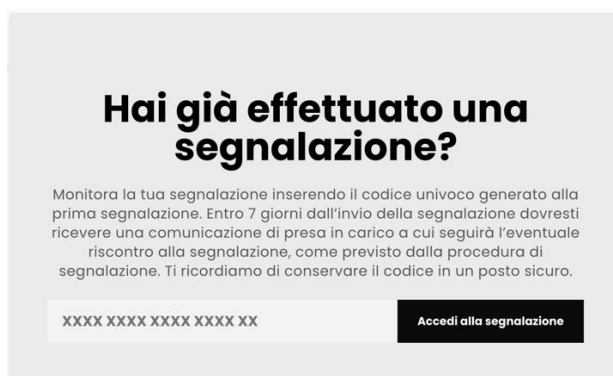 Hai già effettuato una
segnalazione?
Monitora la tua segnalazione inserendo il codice univoco generato alla
prima segnalazione. Entro 7 giorni dall'invio della segnalazione dovresti
ricevere una comunicazione di presa in carico a cui seguirà l'eventuale
riscontro alla segnalazione, come previsto dalla procedura di
segnalazione. Ti ricordiamo di conservare il codice in un posto sicuro.
XXXX XXXX XXXX XXXX XX
Accedi alla segnalazione